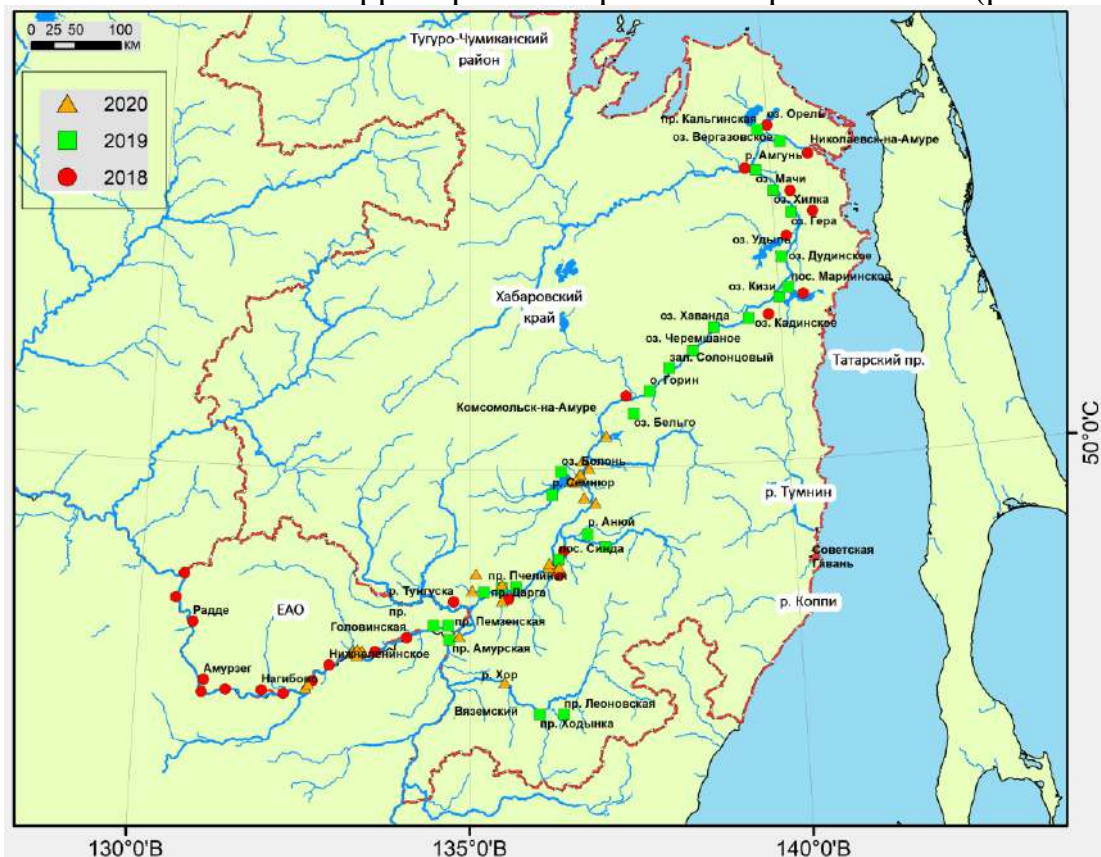 0 25 50 100
КМ
2020
2019
2018
Тугуро-Чумиканский
район
пр. Кальгинская
оз. Орель
оз. Вергазовское
Николаевск-на-Амуре
р. Амгунь
оз. Мачи
оз. Хилка
оз. Гера
оз. Удыль
оз. Дудинское
пос. Мариинское
оз. Кизи
Хабаровский
край
оз. Хаванда
оз. Кадинское
оз. Черемшаное
Татарский пр.
зал. Солонцовый
о. Горин
Комсомольск-на-Амуре
оз. Бельго
50°0'0"С
оз. Болонь
р. Семнюр
р. Тумнин
р. Анюй
пос. Синда
Советская
Гавань
пр. Пчелиная
р. Тунгуска
пр. Дарга
р. Коппи
Радде
ЕАО
пр.
Головинская
пр. Пемзенская
Нижнеленинское
пр. Амурская
Амурзет
Нагибово
р. Хор
Вяземский
пр. Леоновская
пр. Ходынка
130°0'В
135°0'В
140°0'В